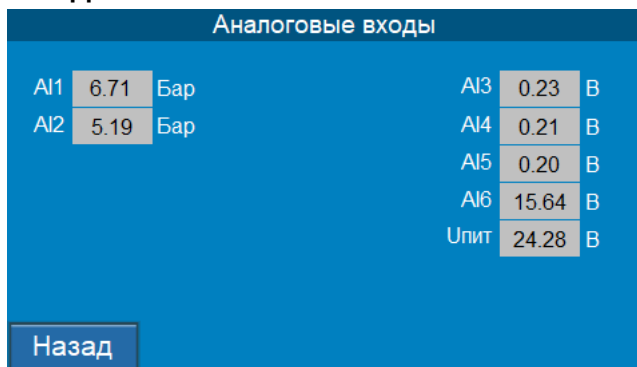 Аналоговые входы
AI1 6.71 Бар AI3 0.23 В
AI2 5.19 Бар AI4 0.21 В
AI5 0.20 В
AI6 15.64 В
Uпит 24.28 В
Назад